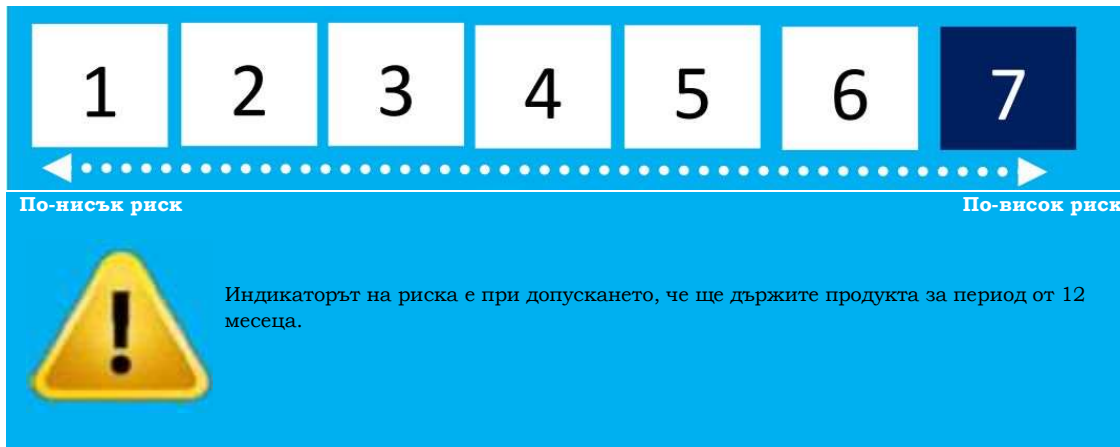 1 2 3 4 5 6 7
По-нисък риск По-висок риск
Индикаторът на риска е при допускането, че ще държите продукта за период от 12
месеца.